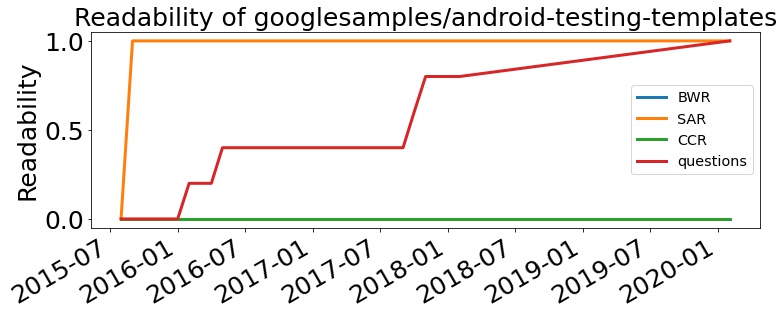 Readability of googlesamples/android-testing-templates
Readability
1.0
0.5
0.0
BWR
SAR
CCR
questions
2015-07
2016-01
2016-07
2017-01
2017-07
2018-01
2018-07
2019-01
2019-07
2020-01